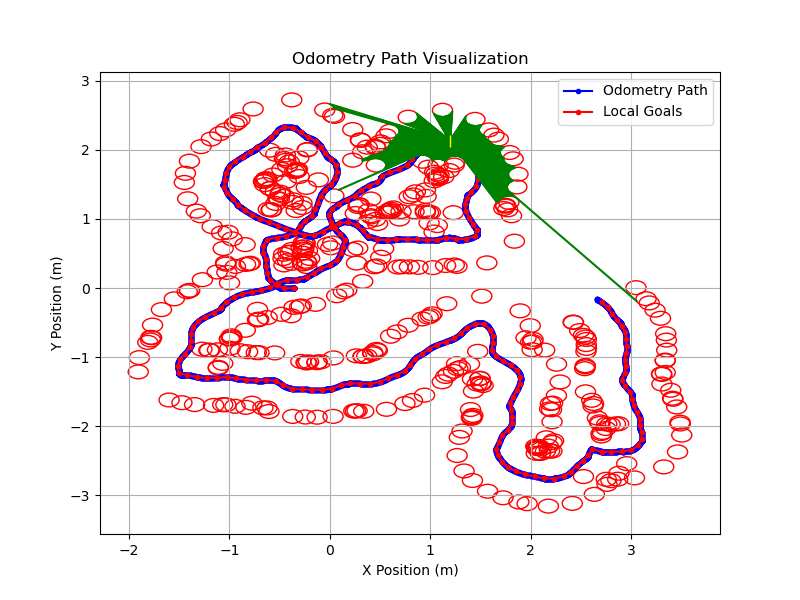 Odometry Path Visualization
Odometry Path
Local Goals
Y Position (m)
3
2
1
0
−1
−2
−3
−2
−1
0
1
2
3
X Position (m)